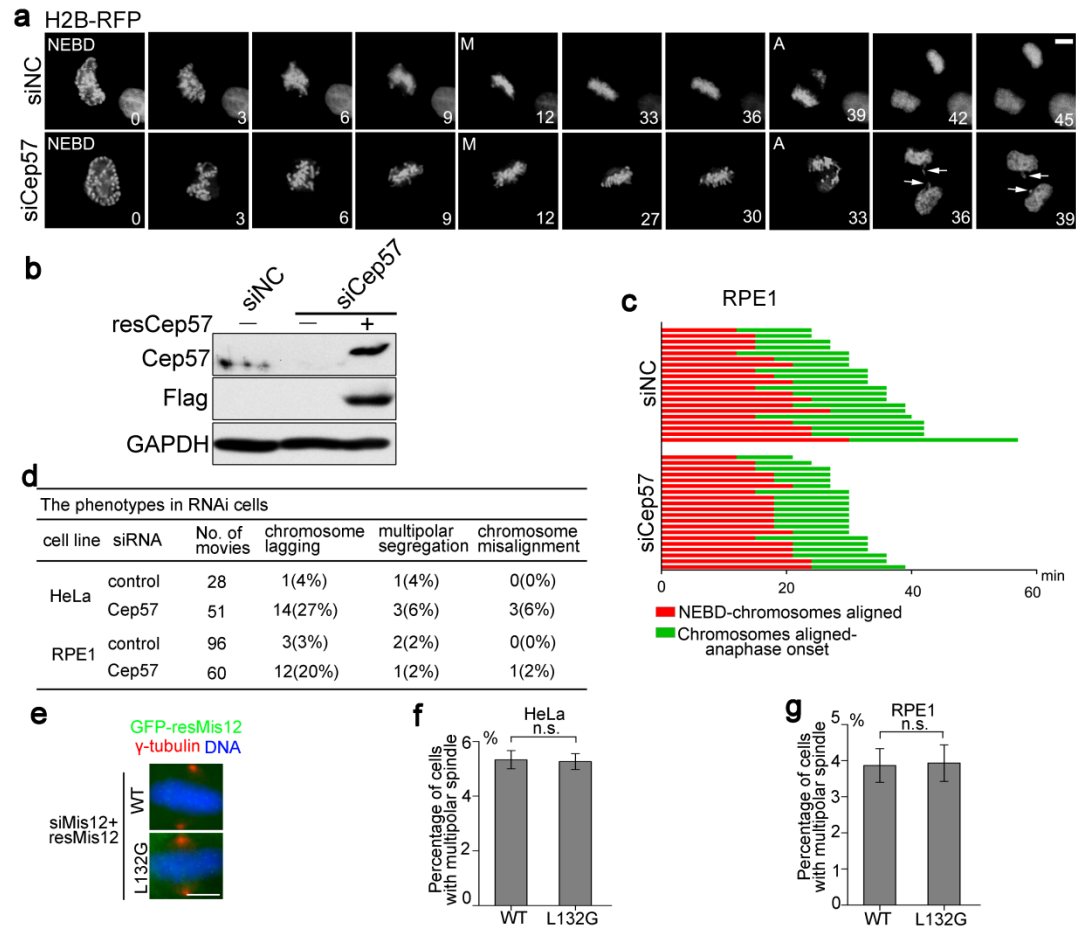 a
H2B-RFP
siNC
NEBD M A
0 3 6 9 12 33 36 39 42 45
siCep57
NEBD M A
0 3 6 9 12 27 30 33 36 39
b
siNC siCep57
resCep57 — — +
Cep57
Flag
GAPDH
c
RPE1
siNC
siCep57
0 20 40 60 min
NEBD-chromosomes aligned
Chromosomes aligned-
anaphase onset
d
The phenotypes in RNAi cells
cell line siRNA No. of movies chromosome lagging multipolar segregation chromosome misalignment
HeLa control 28 1(4%) 1(4%) 0(0%)
Cep57 51 14(27%) 3(6%) 3(6%)
RPE1 control 96 3(3%) 2(2%) 0(0%)
Cep57 60 12(20%) 1(2%) 1(2%)
e
GFP-resMis12
γ-tubulin DNA
siMis12+
resMis12
WT
L132G
f
HeLa
n.s.
%
Percentage of cells
with multipolar spindle
6
4
2
0
WT L132G
g
RPE1
n.s.
%
Percentage of cells
with multipolar spindle
5
4
3
2
1
0
WT L132G